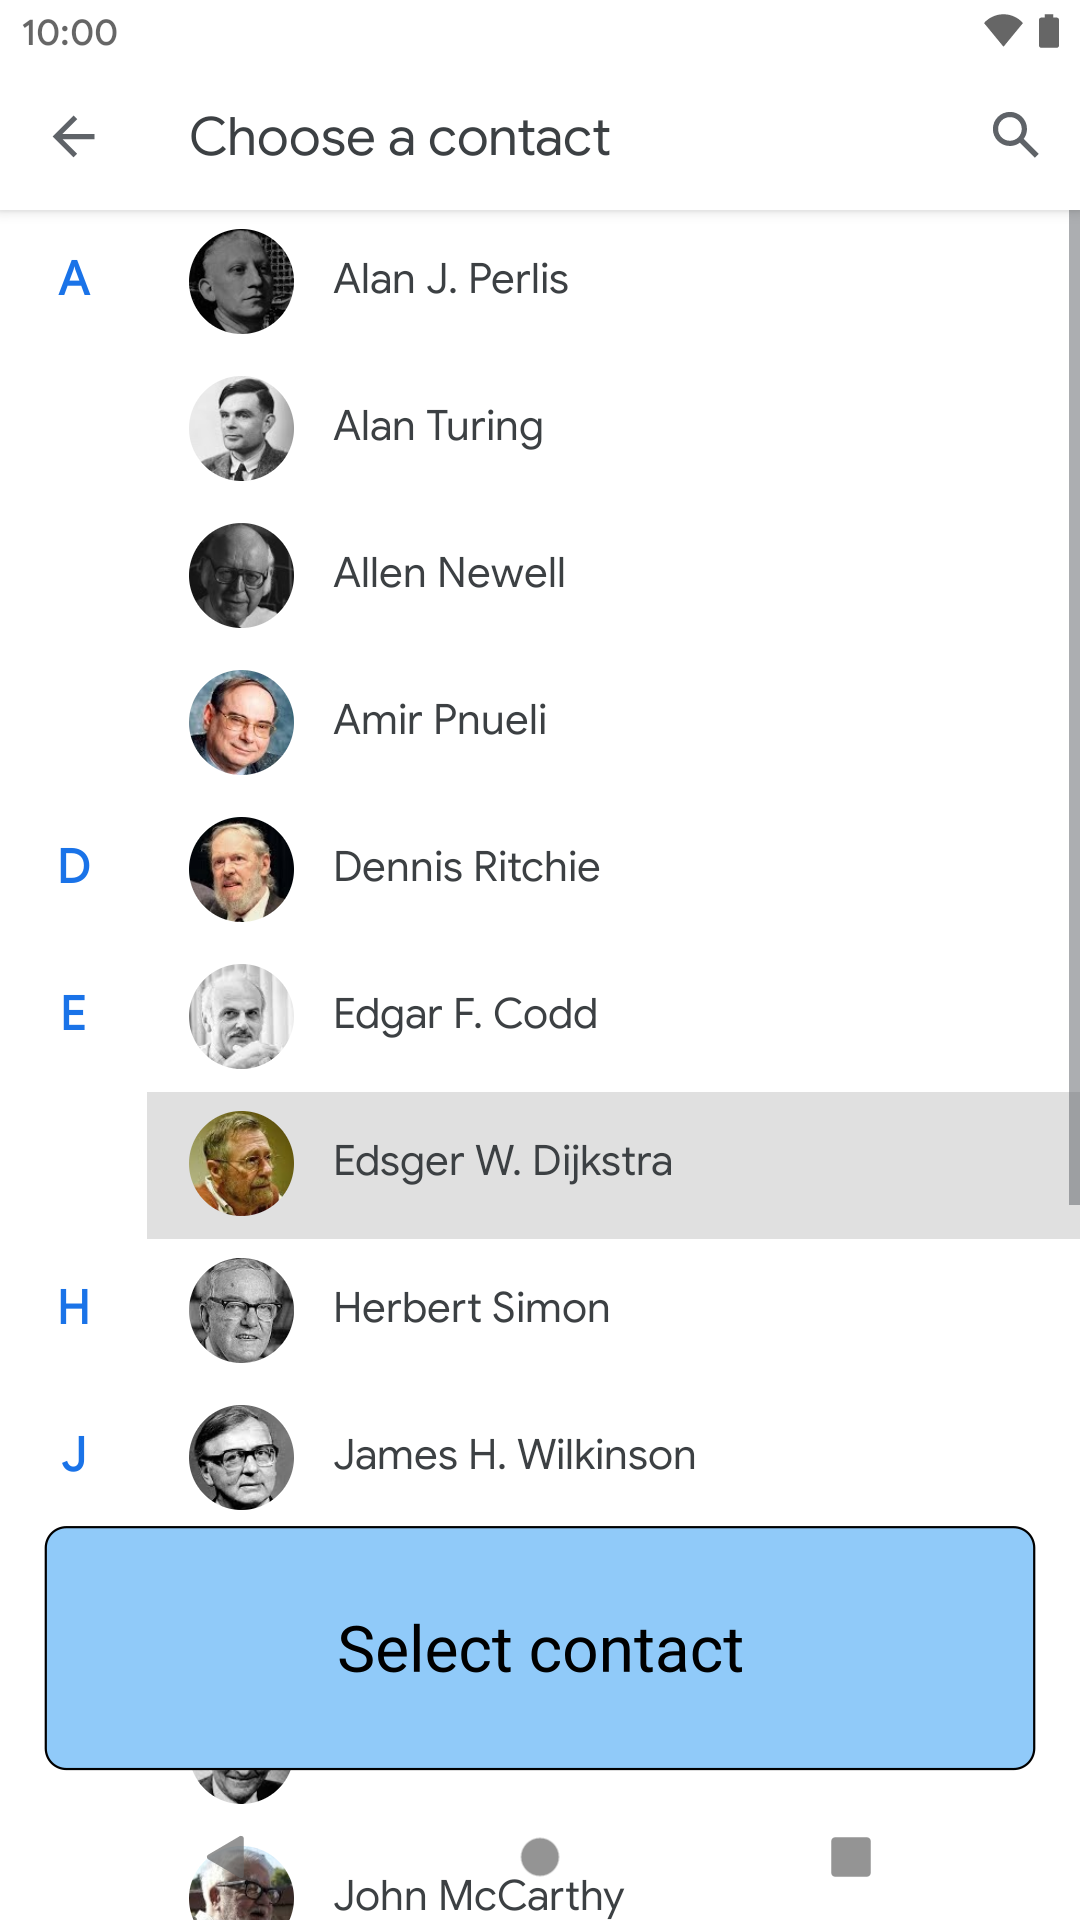 10:00
Choose a contact
A
Alan J. Perlis
Alan Turing
Allen Newell
Amir Pnueli
D
Dennis Ritchie
E
Edgar F. Codd
Edsger W. Dijkstra
H
Herbert Simon
J
James H. Wilkinson
Select contact
John McCarthy